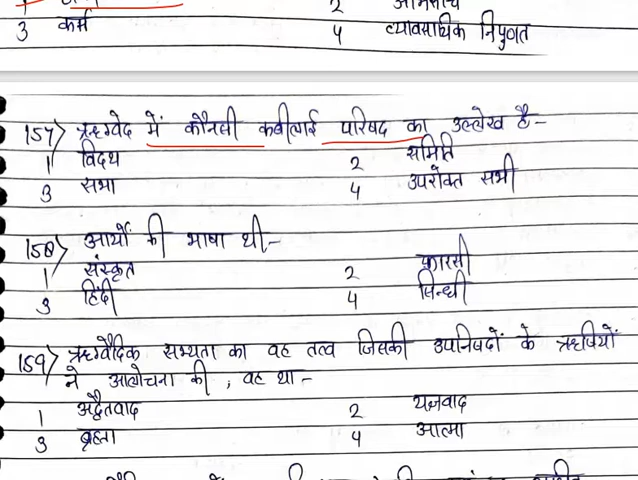 3 कर्म 4 व्यावसायिक निपुणता
157> ऋग्वेद में कौनसी कबीलाई परिषद का उल्लेख है-
1 विदथ 2 समिति
3 सभा 4 उपरोक्त सभी
158> आर्यों की भाषा थी-
1 संस्कृत 2 फारसी
3 हिंदी 4 सिन्धी
159> ऋग्वैदिक सभ्यता का वह तत्व जिसकी उपनिषदों के ऋषियों
ने आलोचना की, वह था-
1 अद्वैतवाद 2 यज्ञवाद
3 ब्रह्मा 4 आत्मा